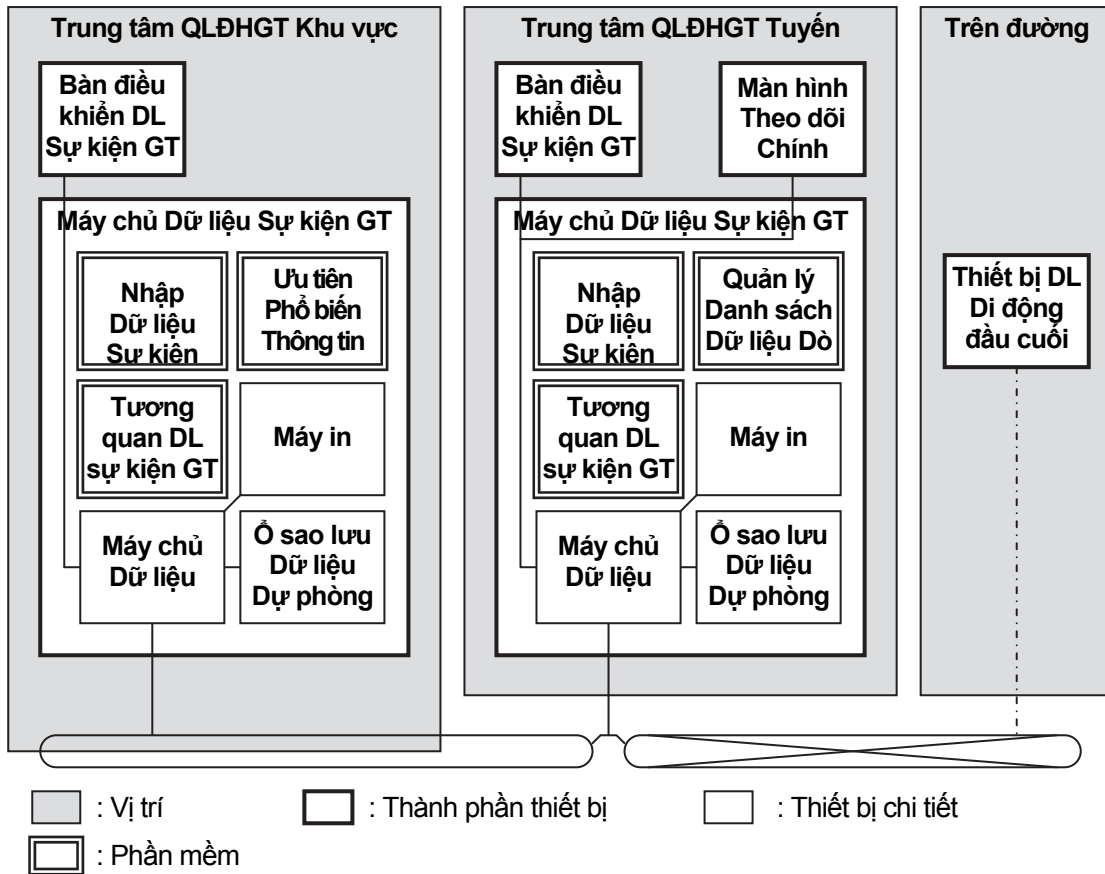 Trung tâm QLĐHGT Khu vực
Bàn điều
khiển DL
Sự kiện GT
Máy chủ Dữ liệu Sự kiện GT
Nhập
Dữ liệu
Sư kiên
Ưu tiên
Phổ biến
Thông tin
Tương
quan DL
sự kiện GT
Máy in
Máy chủ
Dữ liệu
Ổ sao lưu
Dữ liệu
Dự phòng
Trung tâm QLĐHGT Tuyến
Bàn điều
khiển DL
Sự kiện GT
Màn hình
Theo dõi
Chính
Máy chủ Dữ liệu Sự kiện GT
Nhập
Dữ liệu
Sư kiên
Quản lý
Danh sách
Dữ liệu Dò
Tương
quan DL
sự kiện GT
Máy in
Máy chủ
Dữ liệu
Ổ sao lưu
Dữ liệu
Dự phòng
Trên đường
Thiết bị DL
Di động
đầu cuối
: Vị trí
: Thành phần thiết bị
: Thiết bị chi tiết
: Phần mềm